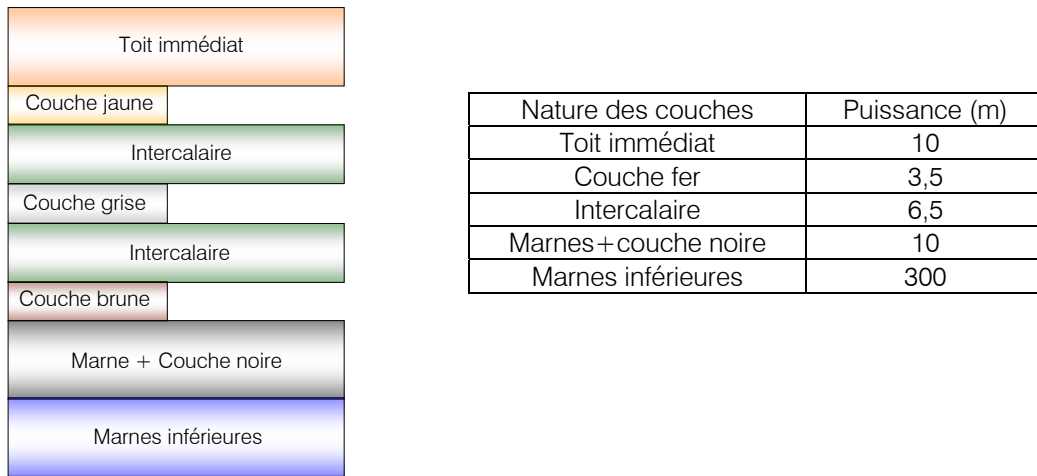 Toit immédiat
Couche jaune
Intercalaire
Couche grise
Intercalaire
Couche brune
Marne + Couche noire
Marnes inférieures
Nature des couches Puissance (m)
Toit immédiat 10
Couche fer 3,5
Intercalaire 6,5
Marnes+couche noire 10
Marnes inférieures 300